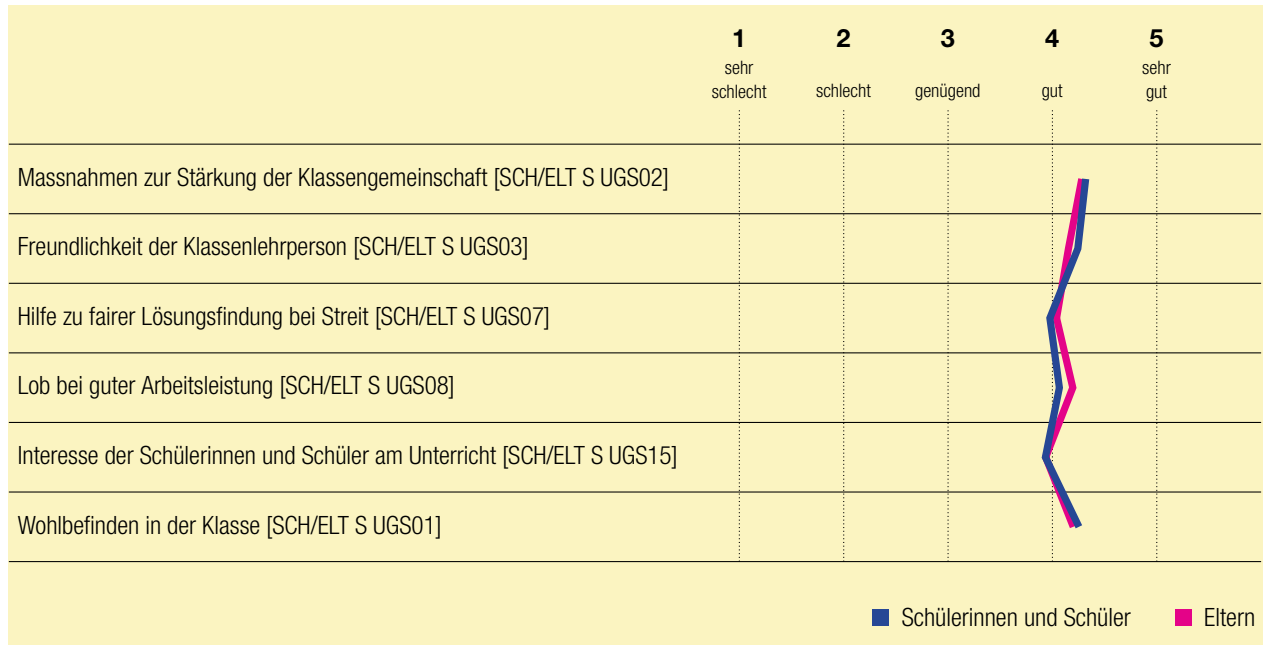 1 2 3 4 5
sehr schlecht schlecht genügend gut sehr gut
Massnahmen zur Stärkung der Klassengemeinschaft [SCH/ELT S UGS02]
Freundlichkeit der Klassenlehrperson [SCH/ELT S UGS03]
Hilfe zu fairer Lösungsfindung bei Streit [SCH/ELT S UGS07]
Lob bei guter Arbeitsleistung [SCH/ELT S UGS08]
Interesse der Schülerinnen und Schüler am Unterricht [SCH/ELT S UGS15]
Wohlbefinden in der Klasse [SCH/ELT S UGS01]
Schülerinnen und Schüler Eltern